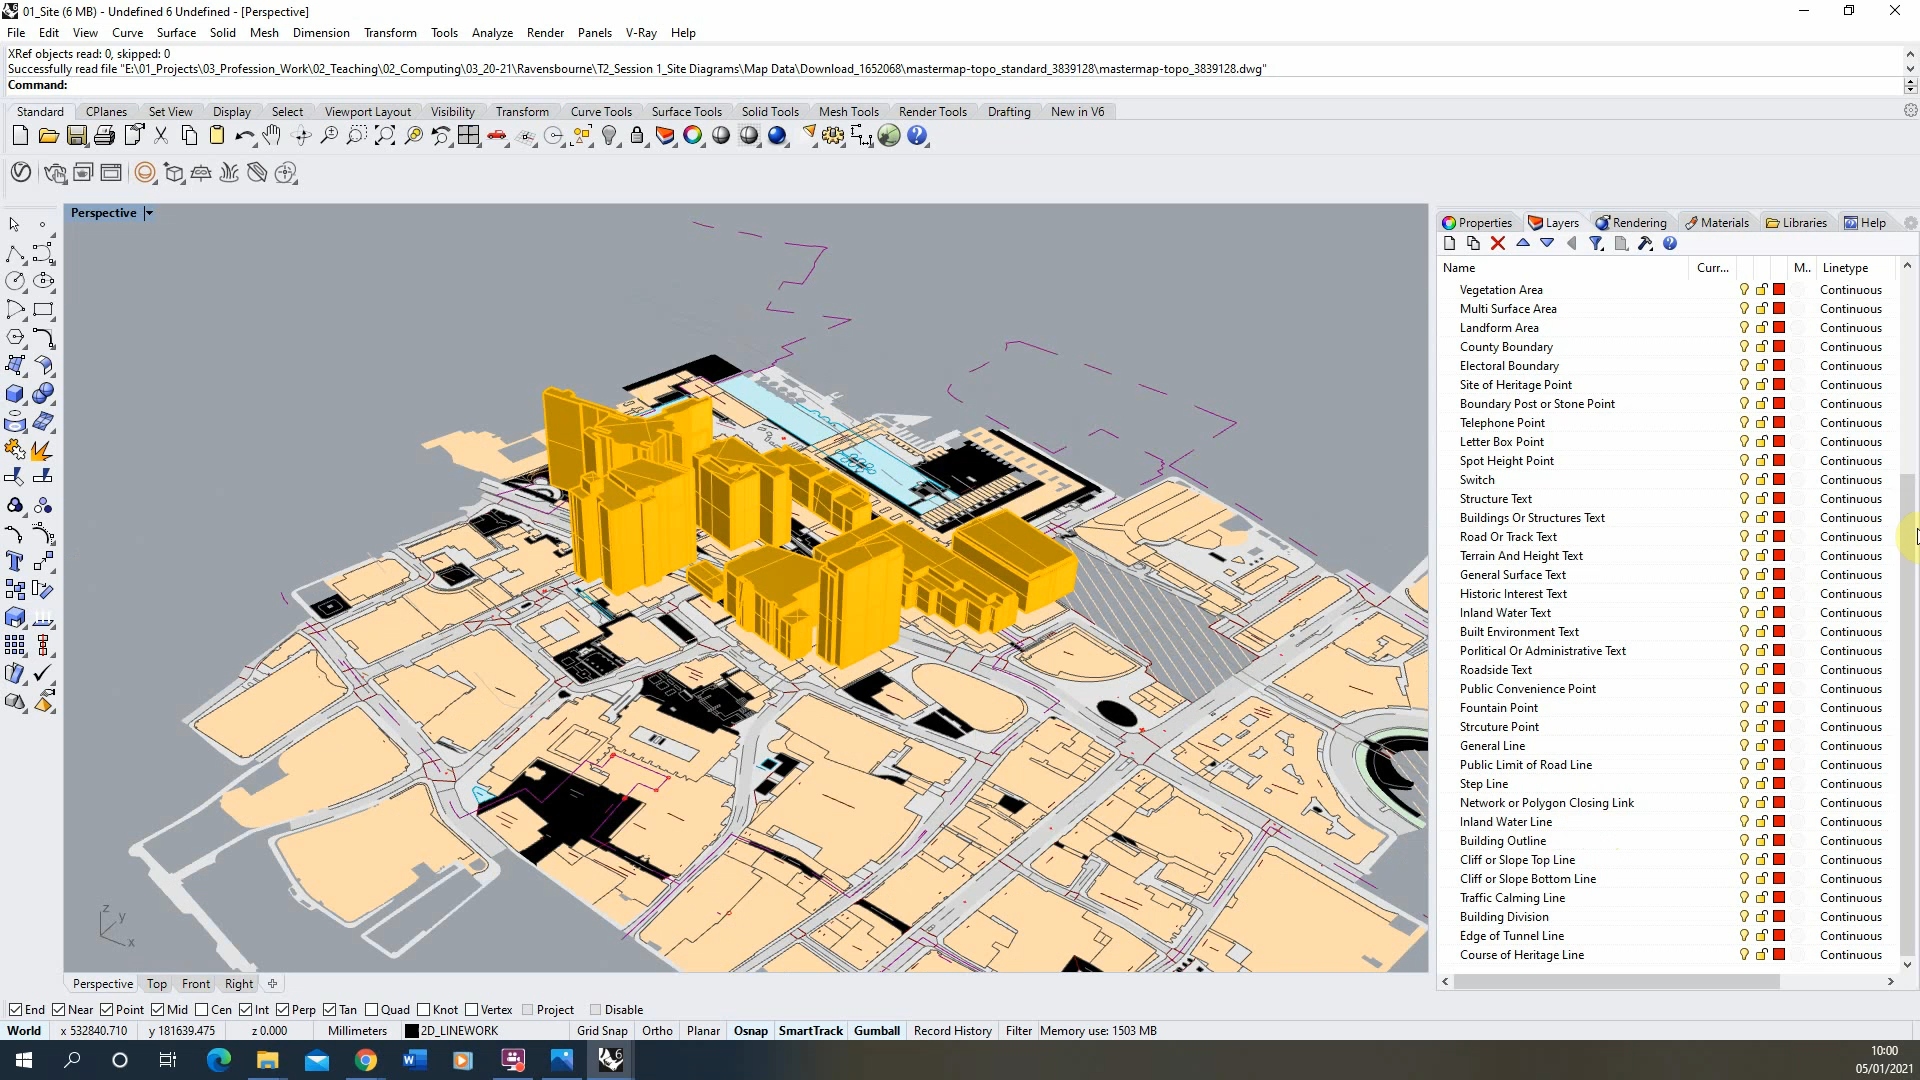 01_Site (6 MB) - Undefined 6 Undefined - [Perspective]
File Edit View Curve Surface Solid Mesh Dimension Transform Tools Analyze Render Panels V-Ray Help
XRef objects read: 0, skipped: 0
Successfully read file "E:\01_Projects\03_Profession_Work\02_Teaching\02_Computing\03_20-21\Ravensbourne\T2_Session 1_Site Diagrams\Map Data\Download_1652068\mastermap-topo_standard_3839128\mastermap-topo_3839128.dwg"
Command:
Standard CPlanes Set View Display Select Viewport Layout Visibility Transform Curve Tools Surface Tools Solid Tools Mesh Tools Render Tools Drafting New in V6
Perspective
Properties Layers Rendering Materials Libraries Help
Name Curr... M.. Linetype
Vegetation Area Continuous
Multi Surface Area Continuous
Landform Area Continuous
County Boundary Continuous
Electoral Boundary Continuous
Site of Heritage Point Continuous
Boundary Post or Stone Point Continuous
Telephone Point Continuous
Letter Box Point Continuous
Spot Height Point Continuous
Switch Continuous
Structure Text Continuous
Buildings Or Structures Text Continuous
Road Or Track Text Continuous
Terrain And Height Text Continuous
General Surface Text Continuous
Historic Interest Text Continuous
Inland Water Text Continuous
Built Environment Text Continuous
Porlitical Or Administrative Text Continuous
Roadside Text Continuous
Public Convenience Point Continuous
Fountain Point Continuous
Strcuture Point Continuous
General Line Continuous
Public Limit of Road Line Continuous
Step Line Continuous
Network or Polygon Closing Link Continuous
Inland Water Line Continuous
Building Outline Continuous
Cliff or Slope Top Line Continuous
Cliff or Slope Bottom Line Continuous
Traffic Calming Line Continuous
Building Division Continuous
Edge of Tunnel Line Continuous
Course of Heritage Line Continuous
z
y
x
Perspective Top Front Right
End Near Point Mid Cen Int Perp Tan Quad Knot Vertex Project Disable
World x 532840.710 y 181639.475 z 0.000 Millimeters 2D_LINEWORK Grid Snap Ortho Planar Osnap SmartTrack Gumball Record History Filter Memory use: 1503 MB
10:00
05/01/2021